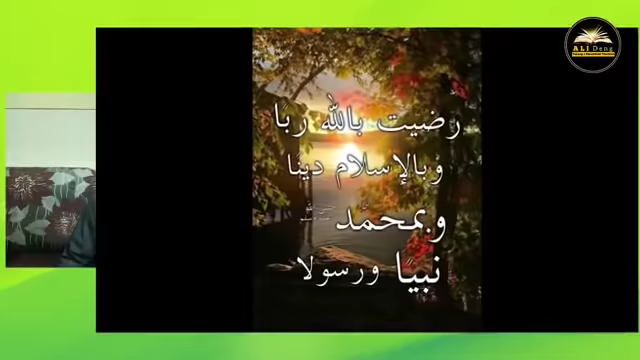 ALI Deng
رضيت بالله ربا
وبالإسلام دينا
وبمحمد ﷺ
نبيا ورسولا